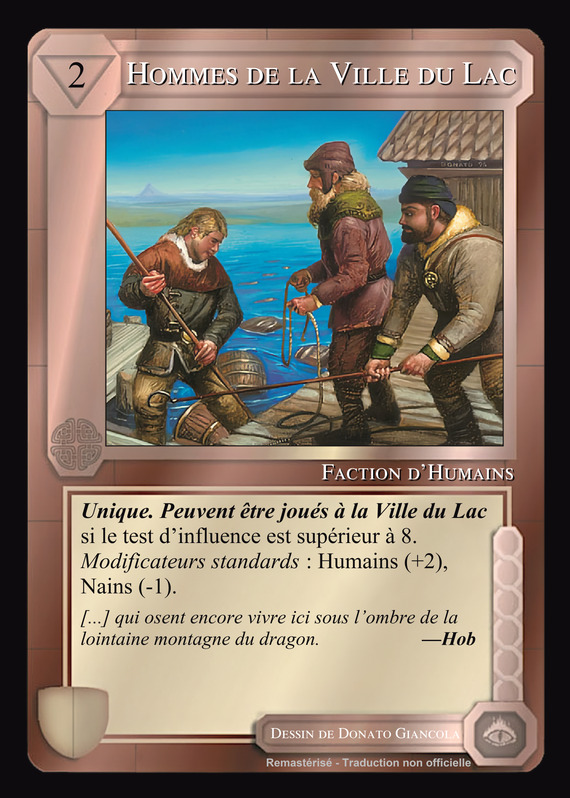 2
HOMMES DE LA VILLE DU LAC
DONATO 95
FACTION D'HUMAINS
Unique. Peuvent être joués à la Ville du Lac
si le test d'influence est supérieur à 8.
Modificateurs standards : Humains (+2),
Nains (-1).
[...] qui osent encore vivre ici sous l'ombre de la
lointaine montagne du dragon. —Hob
DESSIN DE DONATO GIANCOLA
Remastérisé - Traduction non officielle